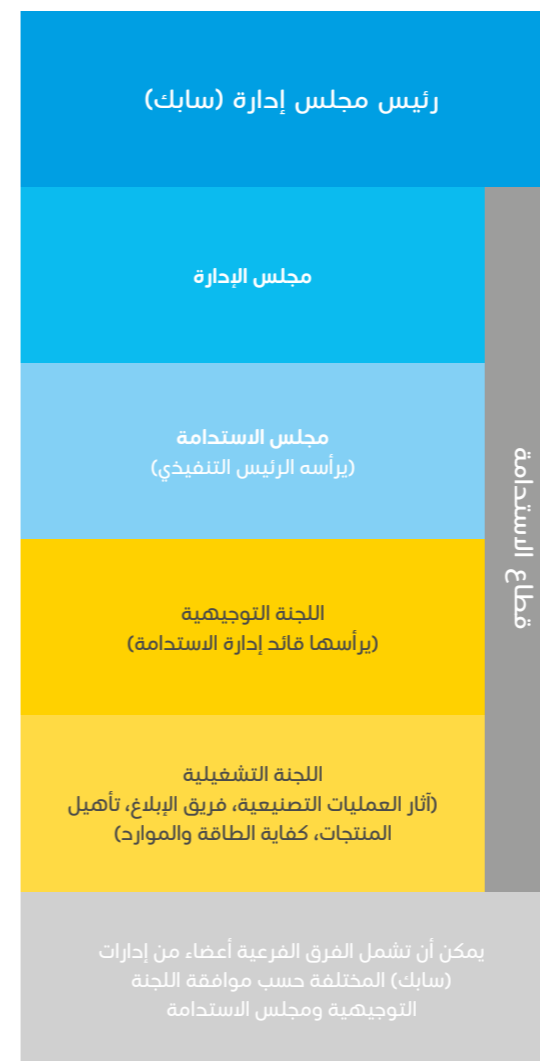 رئيس مجلس إدارة (سابك)
مجلس الإدارة
مجلس الاستدامة
(يرأسه الرئيس التنفيذي)
قطاع الاستدامة
اللجنة التوجيهية
(يرأسها قائد إدارة الاستدامة)
اللجنة التشغيلية
(آثار العمليات التصنيعية، فريق الإبلاغ، تأهيل
المنتجات، كفاية الطاقة والموارد)
يمكن أن تشمل الفرق الفرعية أعضاء من إدارات
(سابك) المختلفة حسب موافقة اللجنة
التوجيهية ومجلس الاستدامة